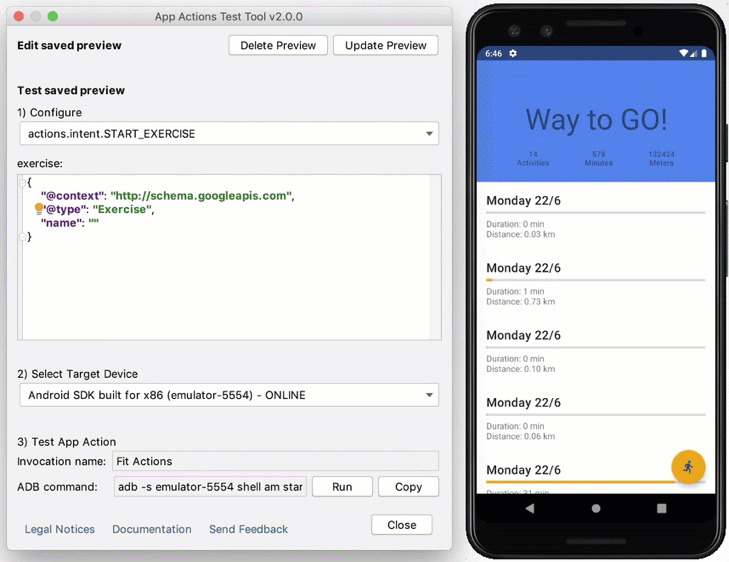 App Actions Test Tool v2.0.0
Edit saved preview
Delete Preview
Update Preview
Test saved preview
1) Configure
actions.intent.START_EXERCISE
exercise:
{
"@context": "http://schema.googleapis.com",
"@type": "Exercise",
"name": ""
}
2) Select Target Device
Android SDK built for x86 (emulator-5554) - ONLINE
3) Test App Action
Invocation name: Fit Actions
ADB command: adb -s emulator-5554 shell am star
Run
Copy
Legal Notices
Documentation
Send Feedback
Close
6:46
Way to GO!
14
Activities
578
Minutes
132424
Meters
Monday 22/6
Duration: 0 min
Distance: 0.03 km
Monday 22/6
Duration: 1 min
Distance: 0.73 km
Monday 22/6
Duration: 0 min
Distance: 0.10 km
Monday 22/6
Duration: 0 min
Distance: 0.06 km
Monday 22/6
Duration: 31 min